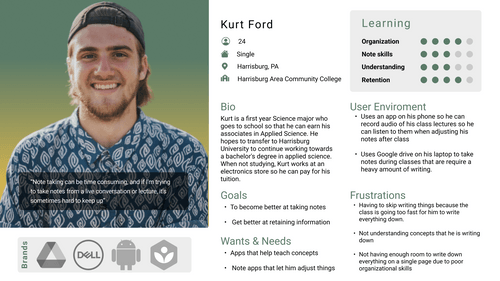 Kurt Ford
24
Single
Harrisburg, PA
Harrisburg Area Community College
Learning
Organization
Note skills
Understanding
Retention
"Note taking can be time consuming, and if I'm trying
to take notes from a live conversation or lecture, it's
sometimes hard to keep up"
Brands
DELL
Bio
Kurt is a first year Science major who
goes to school so that he can earn his
associates in Applied Science. He
hopes to transfer to Harrisburg
University to continue working towards
a bachelor's degree in applied science.
When not studying, Kurt works at an
electronics store so he can pay for his
tuition.
Goals
• To become better at taking notes
• Get better at retaining information
Wants & Needs
• Apps that help teach concepts
• Note apps that let him adjust things
User Enviroment
• Uses an app on his phone so he can
record audio of his class lectures so he
can listen to them when adjusting his
notes after class
• Uses Google drive on his laptop to take
notes during classes that are require a
heavy amount of writing.
Frustrations
• Having to skip writing things because the
class is going too fast for him to write
everything down.
• Not understanding concepts that he is writing
down
• Not having enough room to write down
everything on a single page due to poor
organizational skills